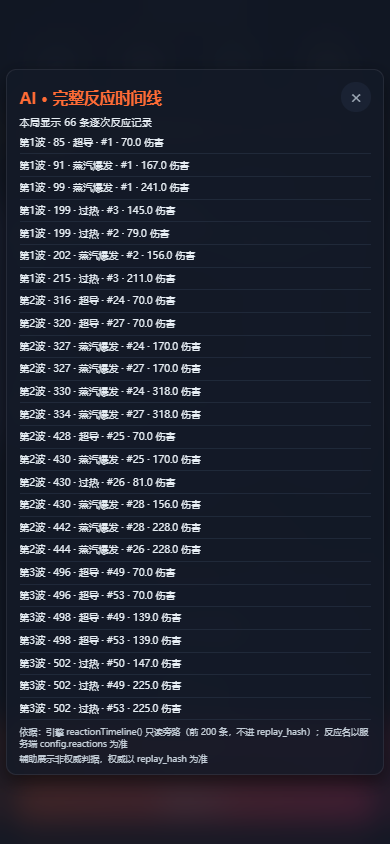 AI • 完整反应时间线
×
本局显示 66 条逐次反应记录
第1波 · 85 · 超导 · #1 · 70.0 伤害
第1波 · 91 · 蒸汽爆发 · #1 · 167.0 伤害
第1波 · 99 · 蒸汽爆发 · #1 · 241.0 伤害
第1波 · 199 · 过热 · #3 · 145.0 伤害
第1波 · 199 · 过热 · #2 · 79.0 伤害
第1波 · 202 · 蒸汽爆发 · #2 · 156.0 伤害
第1波 · 215 · 过热 · #3 · 211.0 伤害
第2波 · 316 · 超导 · #24 · 70.0 伤害
第2波 · 320 · 超导 · #27 · 70.0 伤害
第2波 · 327 · 蒸汽爆发 · #24 · 170.0 伤害
第2波 · 327 · 蒸汽爆发 · #27 · 170.0 伤害
第2波 · 330 · 蒸汽爆发 · #24 · 318.0 伤害
第2波 · 334 · 蒸汽爆发 · #27 · 318.0 伤害
第2波 · 428 · 超导 · #25 · 70.0 伤害
第2波 · 430 · 蒸汽爆发 · #25 · 170.0 伤害
第2波 · 430 · 过热 · #26 · 81.0 伤害
第2波 · 430 · 蒸汽爆发 · #28 · 156.0 伤害
第2波 · 442 · 蒸汽爆发 · #28 · 228.0 伤害
第2波 · 444 · 蒸汽爆发 · #26 · 228.0 伤害
第3波 · 496 · 超导 · #49 · 70.0 伤害
第3波 · 496 · 超导 · #53 · 70.0 伤害
第3波 · 498 · 超导 · #49 · 139.0 伤害
第3波 · 498 · 超导 · #53 · 139.0 伤害
第3波 · 502 · 过热 · #50 · 147.0 伤害
第3波 · 502 · 过热 · #49 · 225.0 伤害
第3波 · 502 · 过热 · #53 · 225.0 伤害
依据：引擎 reactionTimeline() 只读旁路（前 200 条，不进 replay_hash）；反应名以服
务端 config.reactions 为准
辅助展示非权威判据，权威以 replay_hash 为准